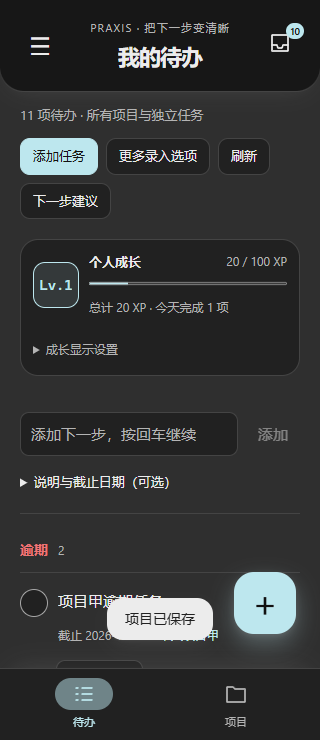 PRAXIS · 把下一步变清晰
我的待办
10
11 项待办 · 所有项目与独立任务
添加任务
更多录入选项
刷新
下一步建议
Lv.1
个人成长
20 / 100 XP
总计 20 XP · 今天完成 1 项
成长显示设置
添加下一步，按回车继续
添加
说明与截止日期（可选）
逾期 2
项目甲逾期任务
截止 2026
项目已保存
待办
项目